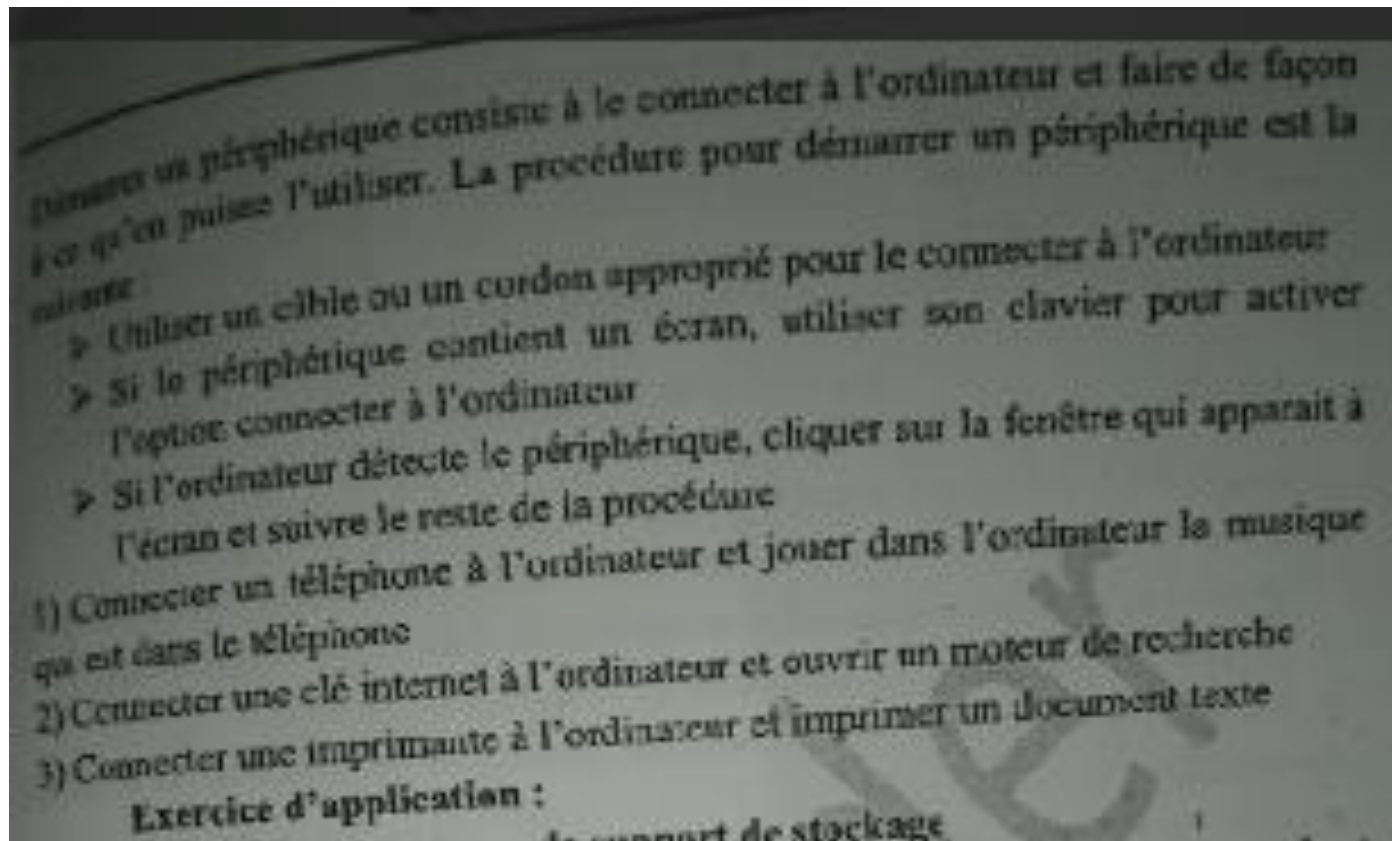 Démarrer un périphérique consiste à le connecter à l'ordinateur et faire de façon
à ce qu'on puisse l'utiliser. La procédure pour démarrer un périphérique est la
suivante :
➤ Utiliser un câble ou un cordon approprié pour le connecter à l'ordinateur
➤ Si le périphérique contient un écran, utiliser son clavier pour activer
l'option connecter à l'ordinateur
➤ Si l'ordinateur détecte le périphérique, cliquer sur la fenêtre qui apparait à
l'écran et suivre le reste de la procédure
1) Connecter un téléphone à l'ordinateur et jouer dans l'ordinateur la musique
qui est dans le téléphone
2) Connecter une clé internet à l'ordinateur et ouvrir un moteur de recherche
3) Connecter une imprimante à l'ordinateur et imprimer un document texte
Exercice d'application :
de support de stockage